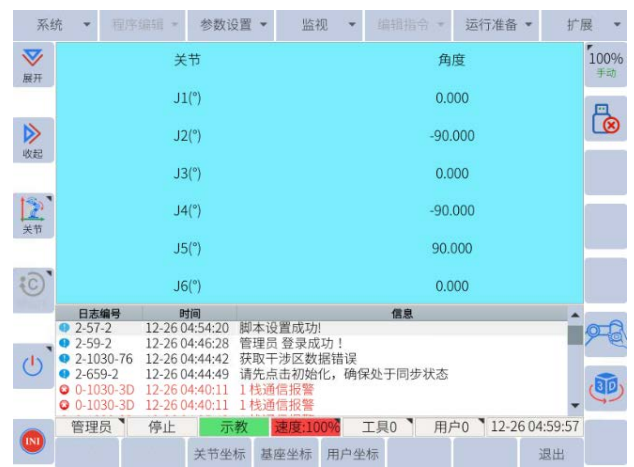 系统 程序编辑 参数设置 监视 编辑指令 运行准备 扩展
展开
收起
关节
100%
手动
关节 角度
J1(°) 0.000
J2(°) -90.000
J3(°) 0.000
J4(°) -90.000
J5(°) 90.000
J6(°) 0.000
日志编号 时间 信息
2-57-2 12-26 04:54:20 脚本设置成功!
2-59-2 12-26 04:46:28 管理员 登录成功！
2-1030-76 12-26 04:44:42 获取干涉区数据错误
2-659-2 12-26 04:44:49 请先点击初始化，确保处于同步状态
0-1030-3D 12-26 04:40:11 1栈通信报警
0-1030-3D 12-26 04:40:11 1栈通信报警
管理员 停止 示教 速度:100% 工具0 用户0 12-26 04:59:57
INI 关节坐标 基座坐标 用户坐标 退出
C
3D